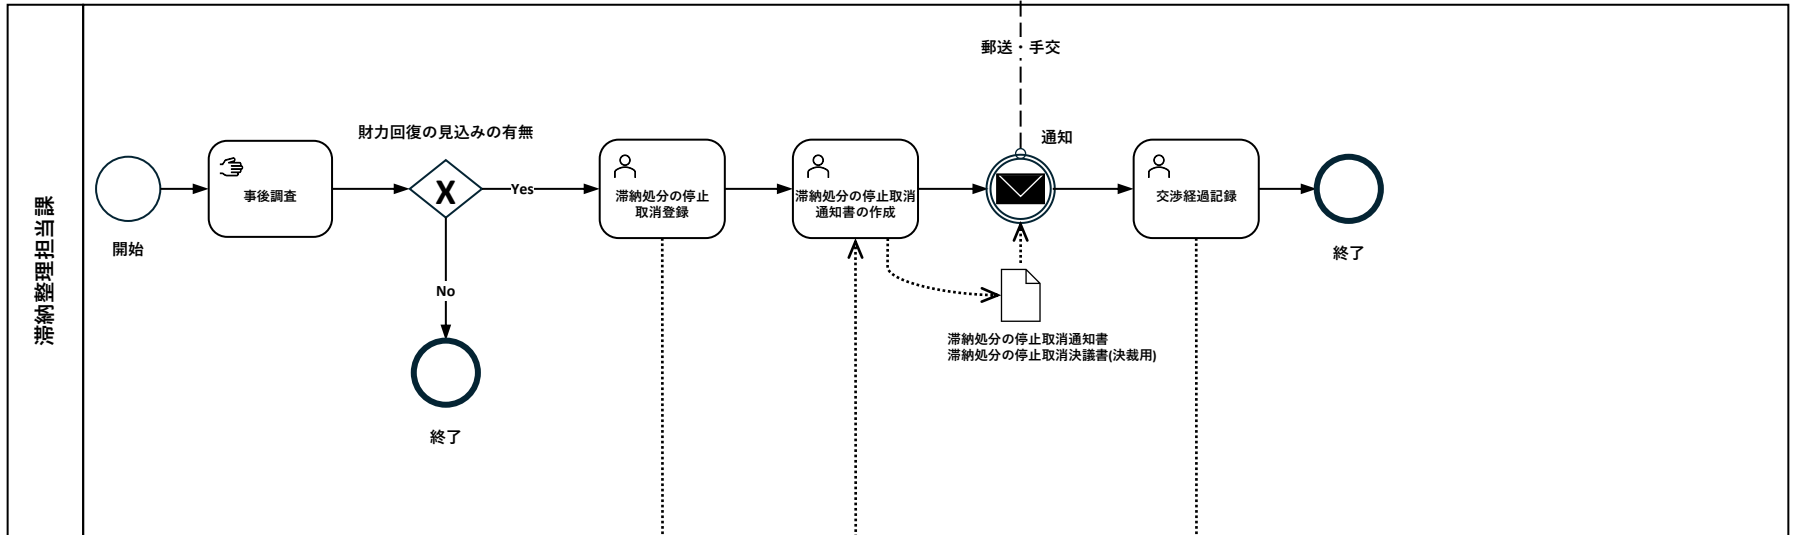 滞納整理担当課
郵送・手交
通知
財力回復の見込みの有無
開始
事後調査
X
Yes
No
終了
滞納処分の停止
取消登録
滞納処分の停止取消
通知書の作成
滞納処分の停止取消通知書
滞納処分の停止取消決議書(決裁用)
交渉経過記録
終了